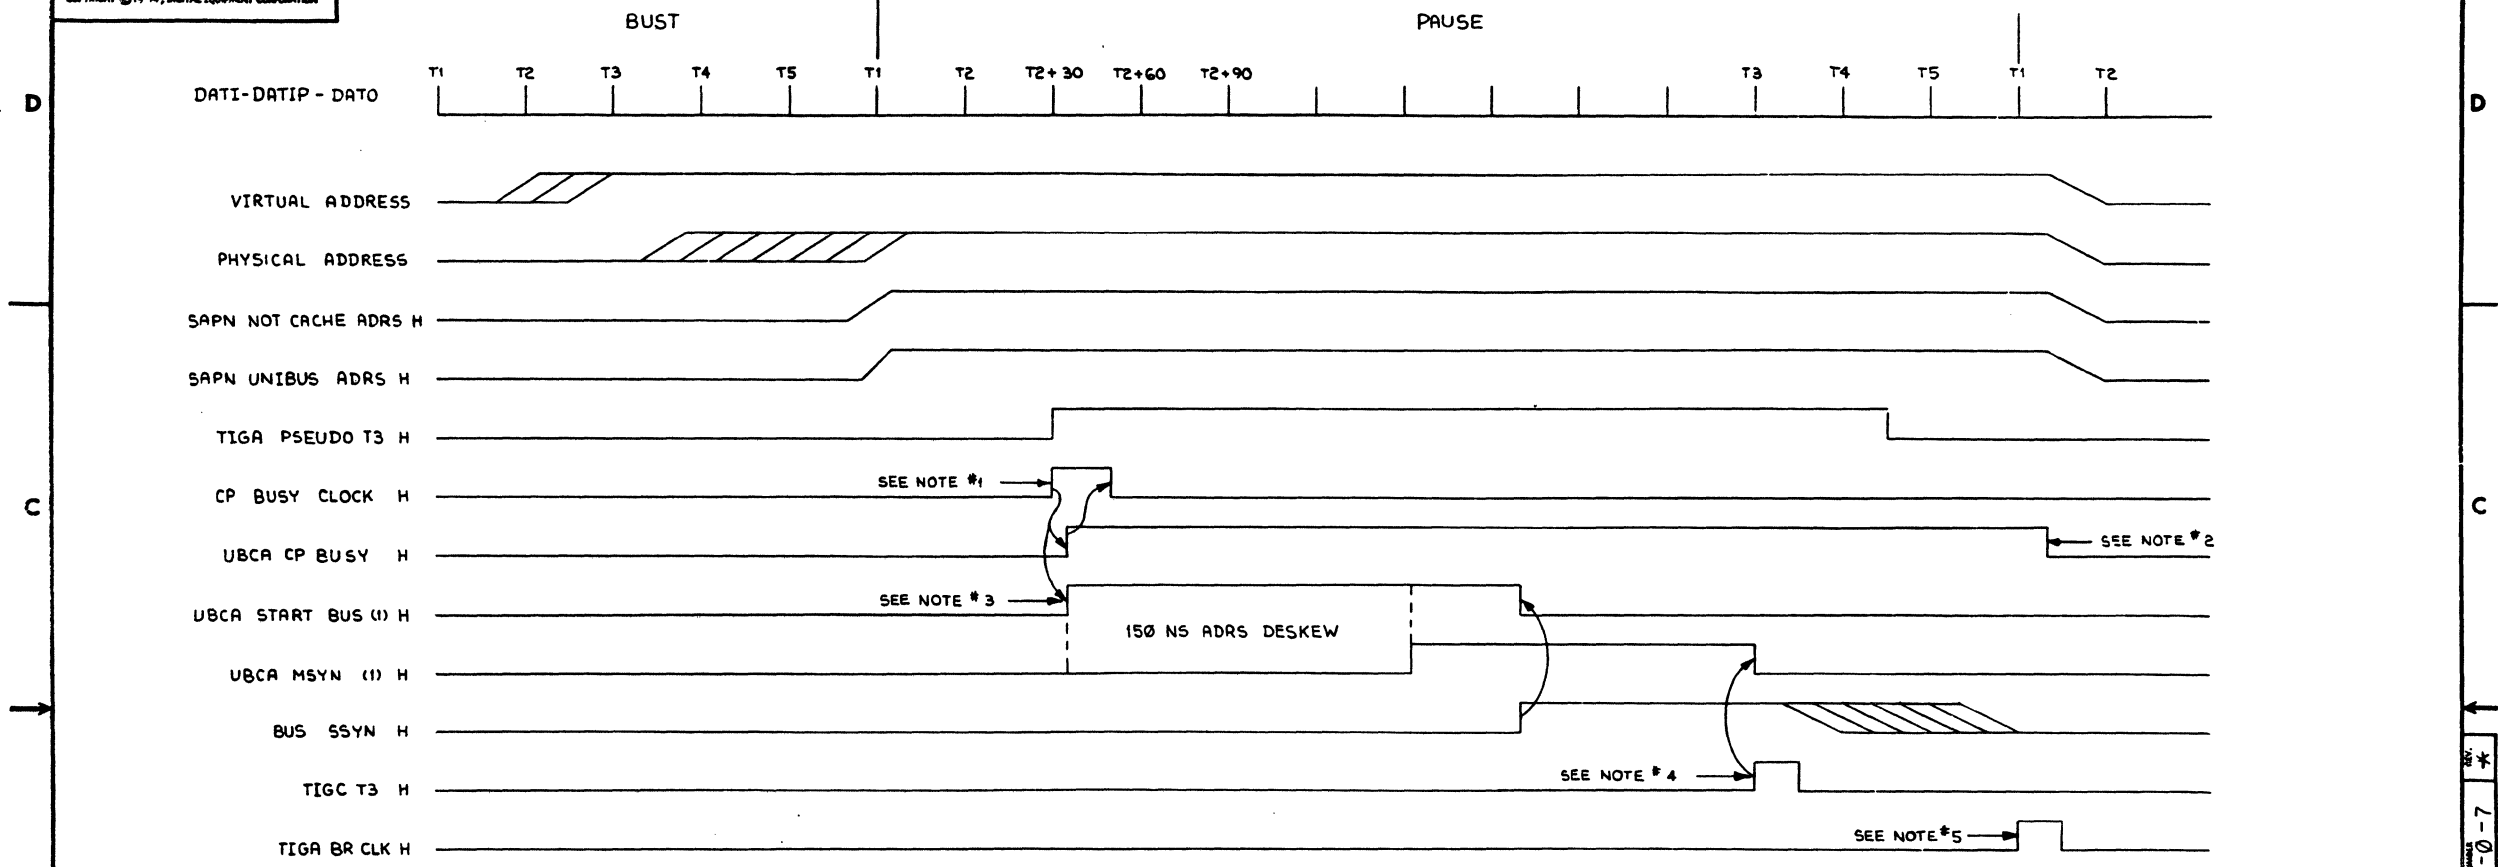 BUST PAUSE
T1 T2 T3 T4 T5 T1 T2 T2+30 T2+60 T2+90 T3 T4 T5 T1 T2
DATI-DATIP-DATO
D D
VIRTUAL ADDRESS
PHYSICAL ADDRESS
SAPN NOT CACHE ADRS H
SAPN UNIBUS ADRS H
TIGA PSEUDO T3 H
SEE NOTE #1
CP BUSY CLOCK H
C C
SEE NOTE #2
UBCA CP BUSY H
SEE NOTE #3
UBCA START BUS (1) H
150 NS ADRS DESKEW
UBCA MSYN (1) H
BUS SSYN H
REV.
*
SEE NOTE #4
TIGC T3 H
SEE NOTE #5
TIGA BR CLK H
-0-7